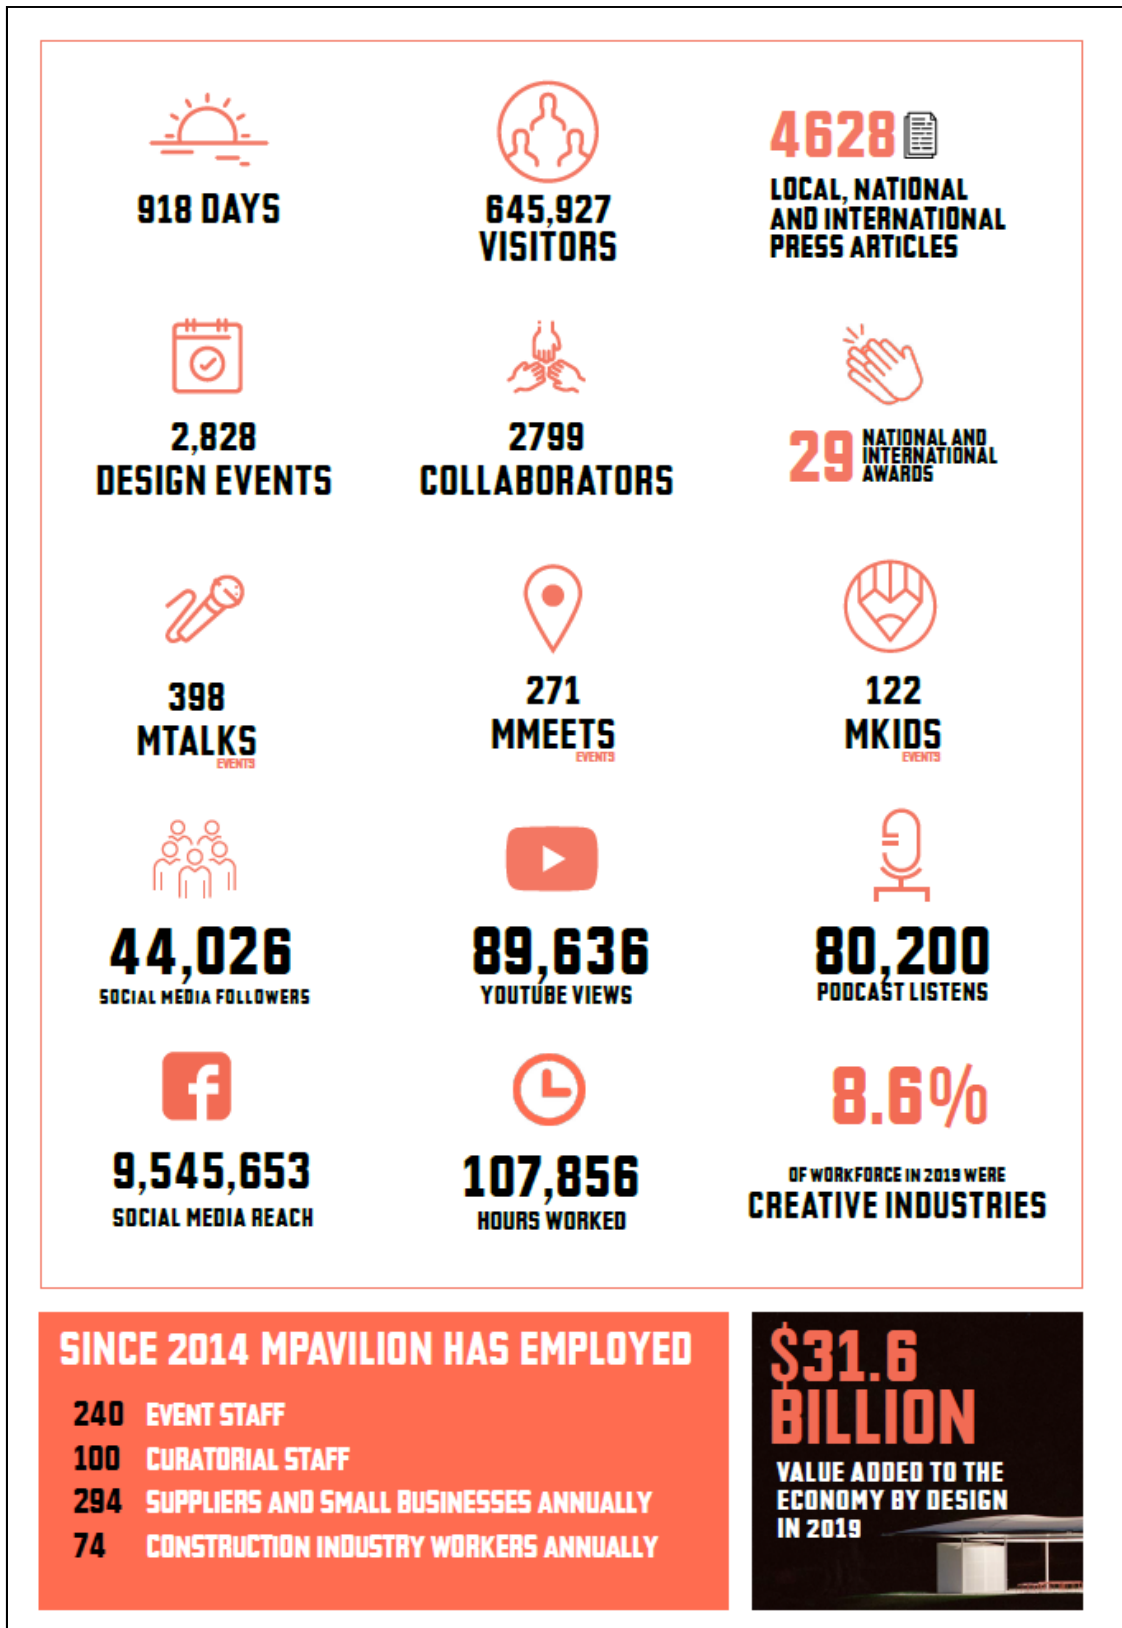 918 DAYS
645,927
VISITORS
4628
LOCAL, NATIONAL
AND INTERNATIONAL
PRESS ARTICLES
2,828
DESIGN EVENTS
2799
COLLABORATORS
29 NATIONAL AND
INTERNATIONAL
AWARDS
398
MTALKS
EVENTS
271
MMEETS
EVENTS
122
MKIDS
EVENTS
44,026
SOCIAL MEDIA FOLLOWERS
89,636
YOUTUBE VIEWS
80,200
PODCAST LISTENS
9,545,653
SOCIAL MEDIA REACH
107,856
HOURS WORKED
8.6%
OF WORKFORCE IN 2019 WERE
CREATIVE INDUSTRIES
SINCE 2014 MPAVILION HAS EMPLOYED
240 EVENT STAFF
100 CURATORIAL STAFF
294 SUPPLIERS AND SMALL BUSINESSES ANNUALLY
74 CONSTRUCTION INDUSTRY WORKERS ANNUALLY
$31.6
BILLION
VALUE ADDED TO THE
ECONOMY BY DESIGN
IN 2019